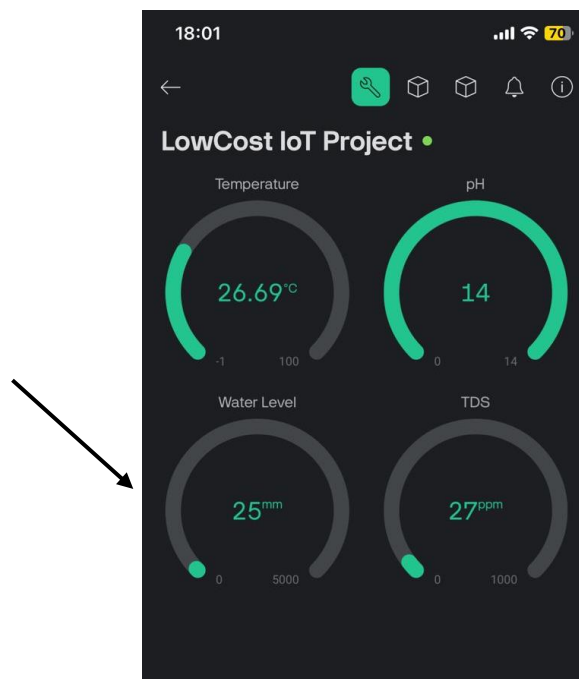 18:01
70
LowCost IoT Project
Temperature
26.69°C
-1 100
pH
14
0 14
Water Level
25mm
0 5000
TDS
27ppm
0 1000